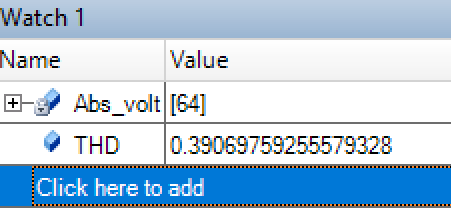 Watch 1
Name Value
Abs_volt [64]
THD 0.39069759255579328
Click here to add